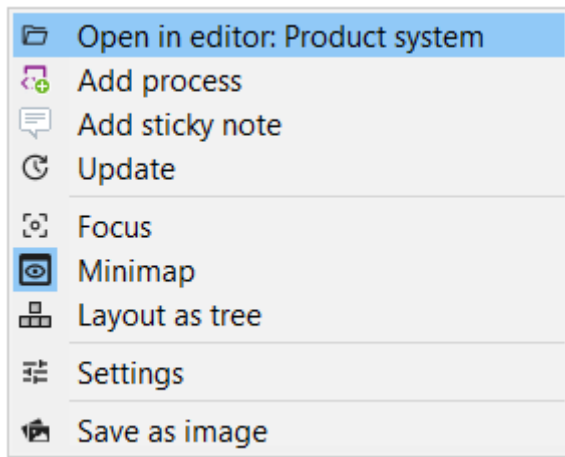 Open in editor: Product system
Add process
Add sticky note
Update
Focus
Minimap
Layout as tree
Settings
Save as image